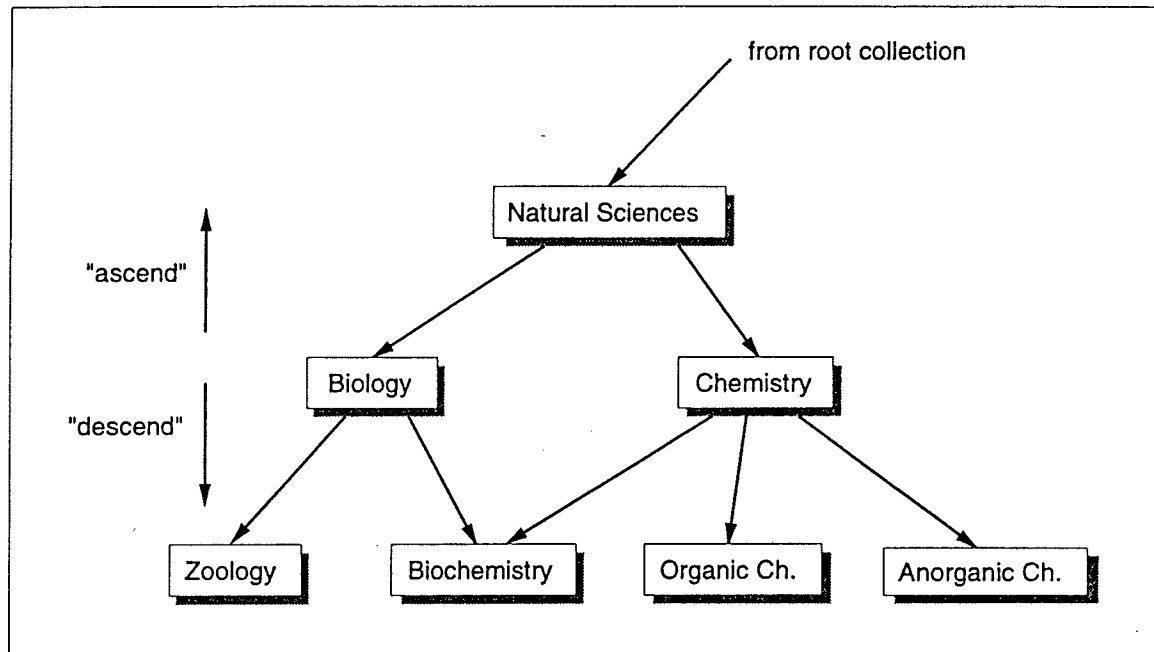 from root collection
Natural Sciences
"ascend"
Biology
Chemistry
"descend"
Zoology
Biochemistry
Organic Ch.
Anorganic Ch.